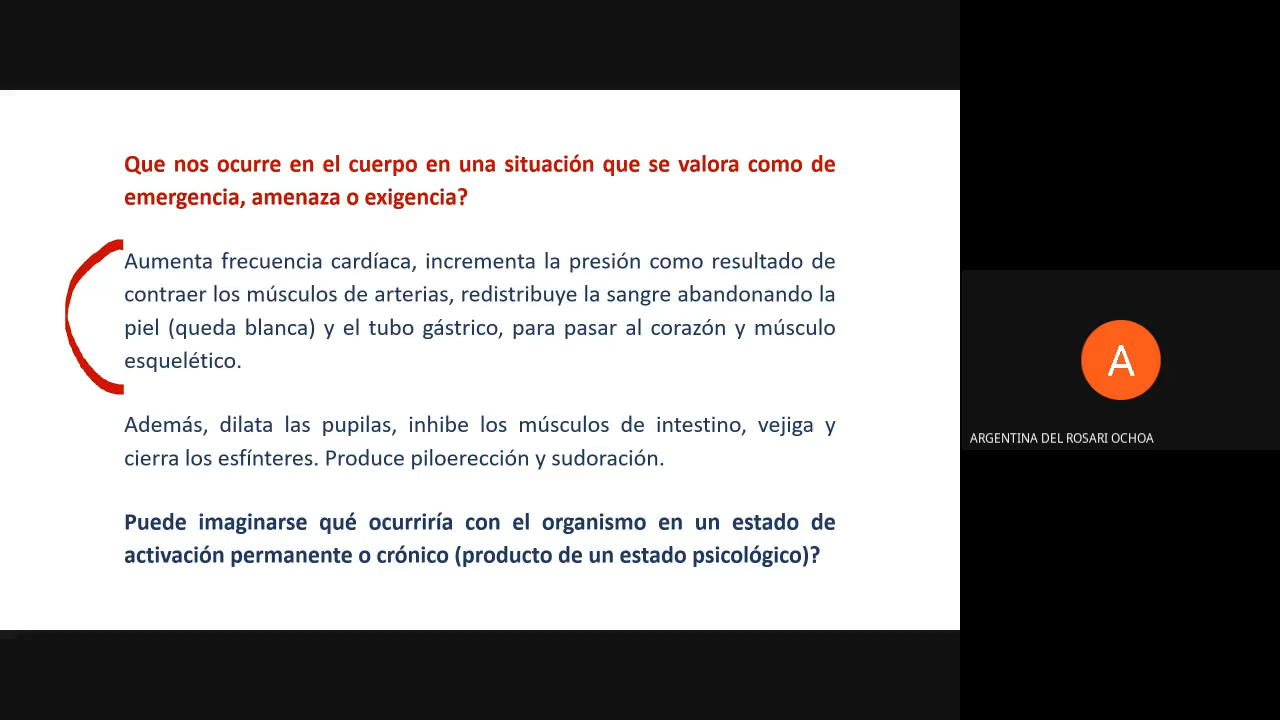 Que nos ocurre en el cuerpo en una situación que se valora como de
emergencia, amenaza o exigencia?
Aumenta frecuencia cardíaca, incrementa la presión como resultado de
contraer los músculos de arterias, redistribuye la sangre abandonando la
piel (queda blanca) y el tubo gástrico, para pasar al corazón y músculo
esquelético.
Además, dilata las pupilas, inhibe los músculos de intestino, vejiga y
cierra los esfínteres. Produce piloerección y sudoración.
Puede imaginarse qué ocurriría con el organismo en un estado de
activación permanente o crónico (producto de un estado psicológico)?
A
ARGENTINA DEL ROSARI OCHOA